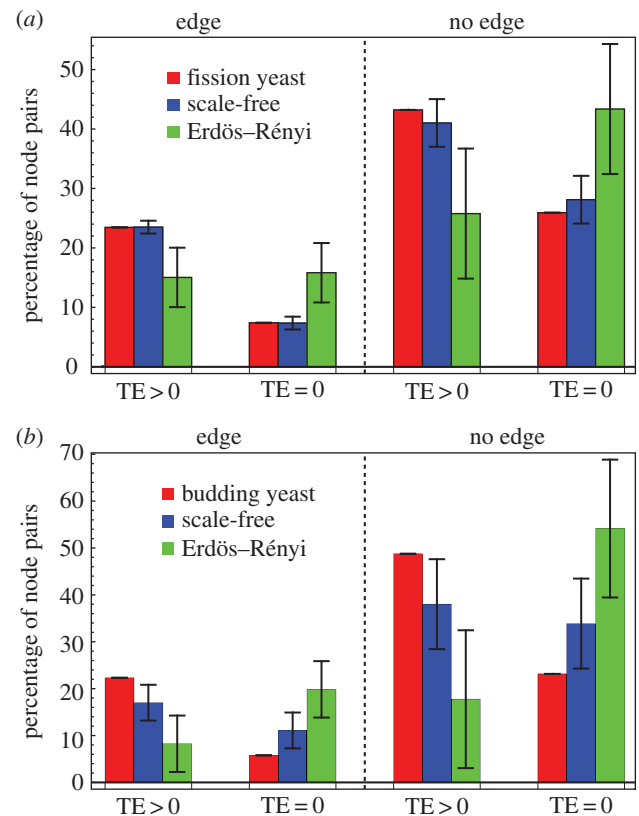 (a)
edge no edge
50
40
30
20
10
0
percentage of node pairs
fission yeast
scale-free
Erdös–Rényi
TE > 0 TE = 0 TE > 0 TE = 0
(b)
edge no edge
70
60
50
40
30
20
10
0
percentage of node pairs
budding yeast
scale-free
Erdös–Rényi
TE > 0 TE = 0 TE > 0 TE = 0